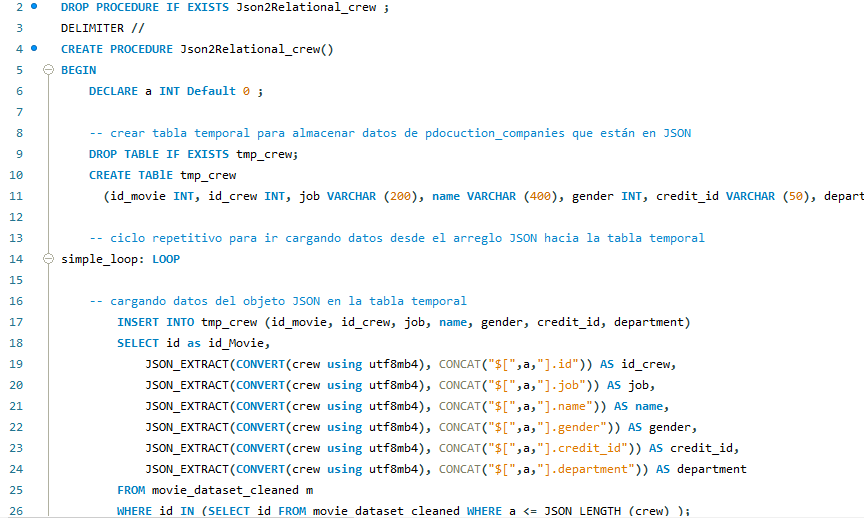 2 DROP PROCEDURE IF EXISTS Json2Relational_crew ;
3 DELIMITER //
4 CREATE PROCEDURE Json2Relational_crew()
5 BEGIN
6 DECLARE a INT Default 0 ;
7
8 -- crear tabla temporal para almacenar datos de pdocuction_companies que están en JSON
9 DROP TABLE IF EXISTS tmp_crew;
10 CREATE TABlE tmp_crew
11 (id_movie INT, id_crew INT, job VARCHAR (200), name VARCHAR (400), gender INT, credit_id VARCHAR (50), depart
12
13 -- ciclo repetitivo para ir cargando datos desde el arreglo JSON hacia la tabla temporal
14 simple_loop: LOOP
15
16 -- cargando datos del objeto JSON en la tabla temporal
17 INSERT INTO tmp_crew (id_movie, id_crew, job, name, gender, credit_id, department)
18 SELECT id as id_Movie,
19 JSON_EXTRACT(CONVERT(crew using utf8mb4), CONCAT("$[",a,"].id")) AS id_crew,
20 JSON_EXTRACT(CONVERT(crew using utf8mb4), CONCAT("$[",a,"].job")) AS job,
21 JSON_EXTRACT(CONVERT(crew using utf8mb4), CONCAT("$[",a,"].name")) AS name,
22 JSON_EXTRACT(CONVERT(crew using utf8mb4), CONCAT("$[",a,"].gender")) AS gender,
23 JSON_EXTRACT(CONVERT(crew using utf8mb4), CONCAT("$[",a,"].credit_id")) AS credit_id,
24 JSON_EXTRACT(CONVERT(crew using utf8mb4), CONCAT("$[",a,"].department")) AS department
25 FROM movie_dataset_cleaned m
26 WHERE id IN (SELECT id FROM movie_dataset_cleaned WHERE a <= JSON_LENGTH (crew) );